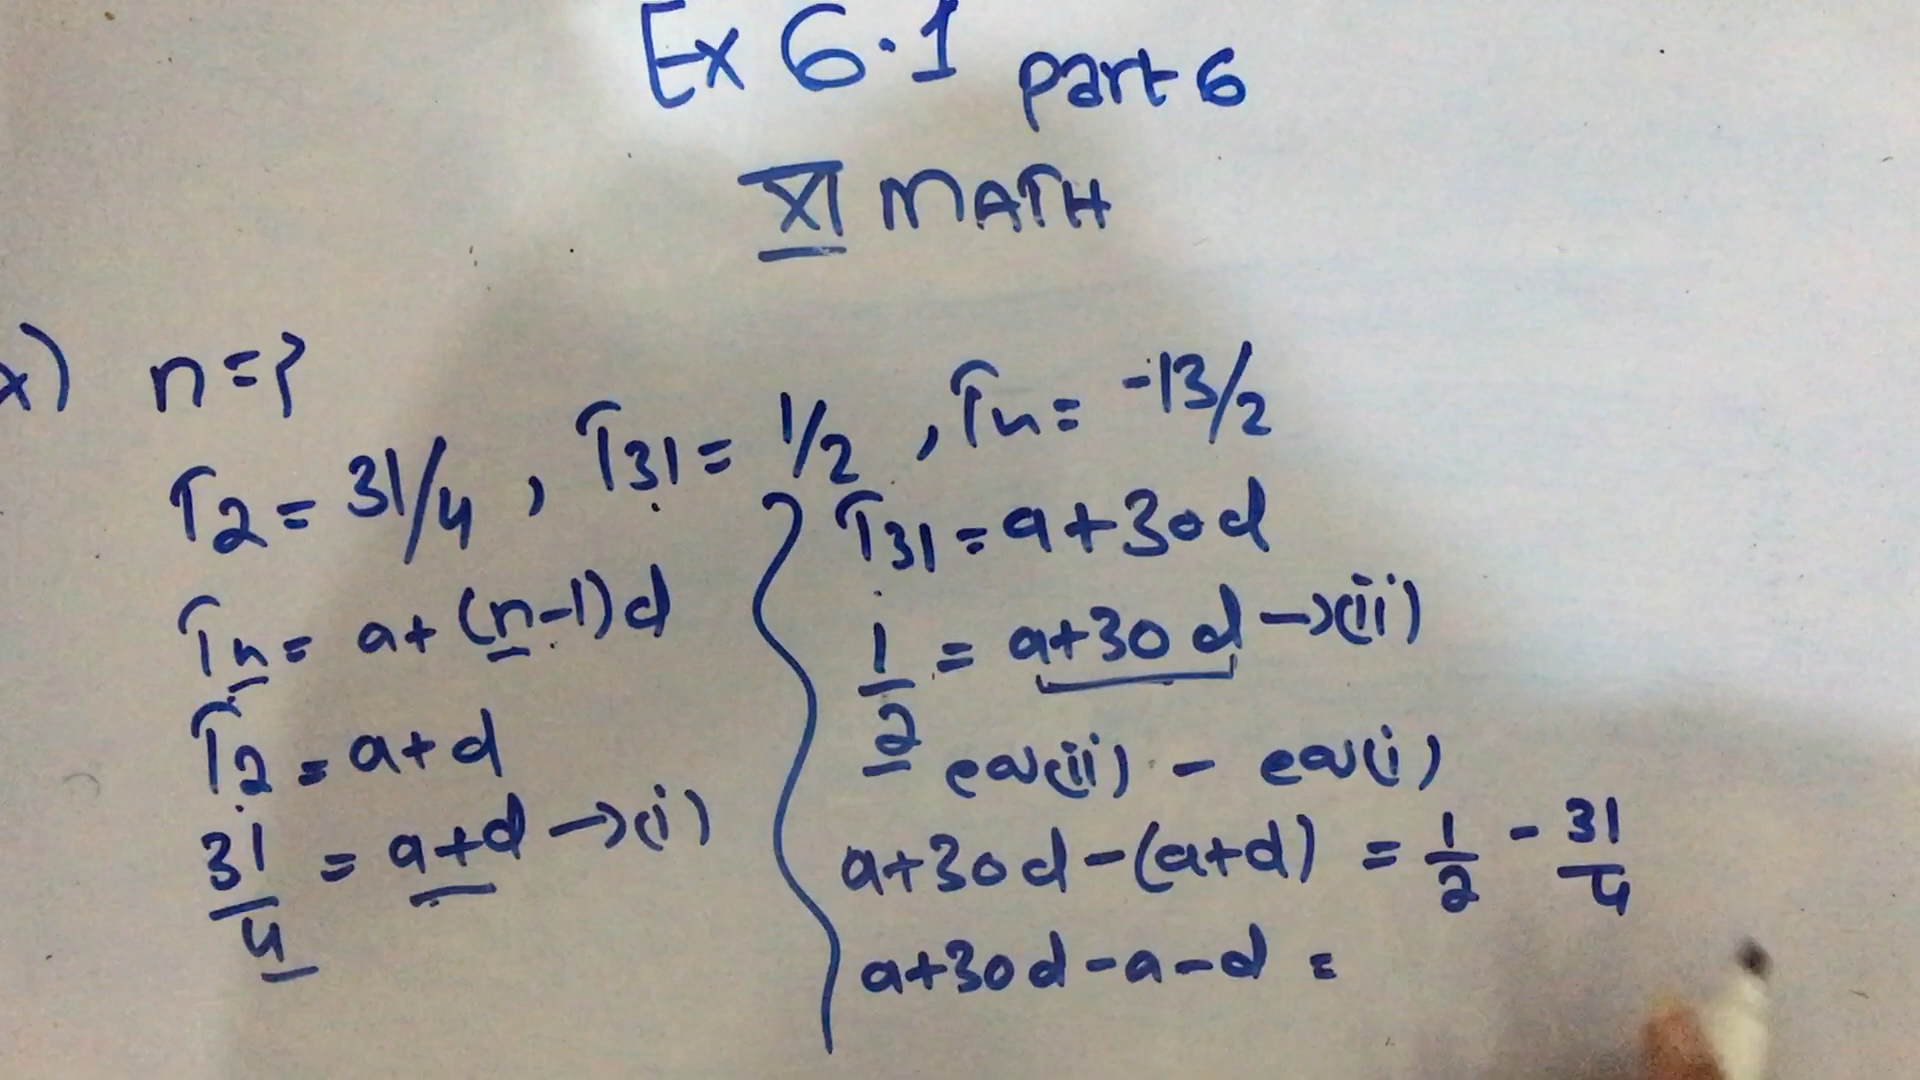 Ex 6.1 part 6
XI MATH
x) n=?
T2 = 31/4 , T31 = 1/2 , Tn = -13/2
Tn = a+(n-1)d
T2 = a+d
31/4 = a+d →(i)
T31 = a+30d
1/2 = a+30d →(ii)
eq(ii) - eq(i)
a+30d-(a+d) = 1/2 - 31/4
a+30d-a-d =